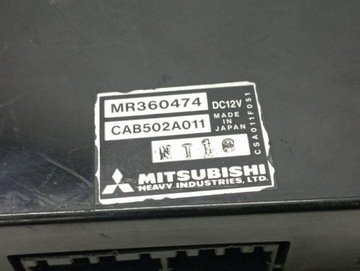 MR360474
DC12V
CAB502A011
MADE IN
JAPAN
CSA011F051
MITSUBISHI
HEAVY INDUSTRIES, LTD.